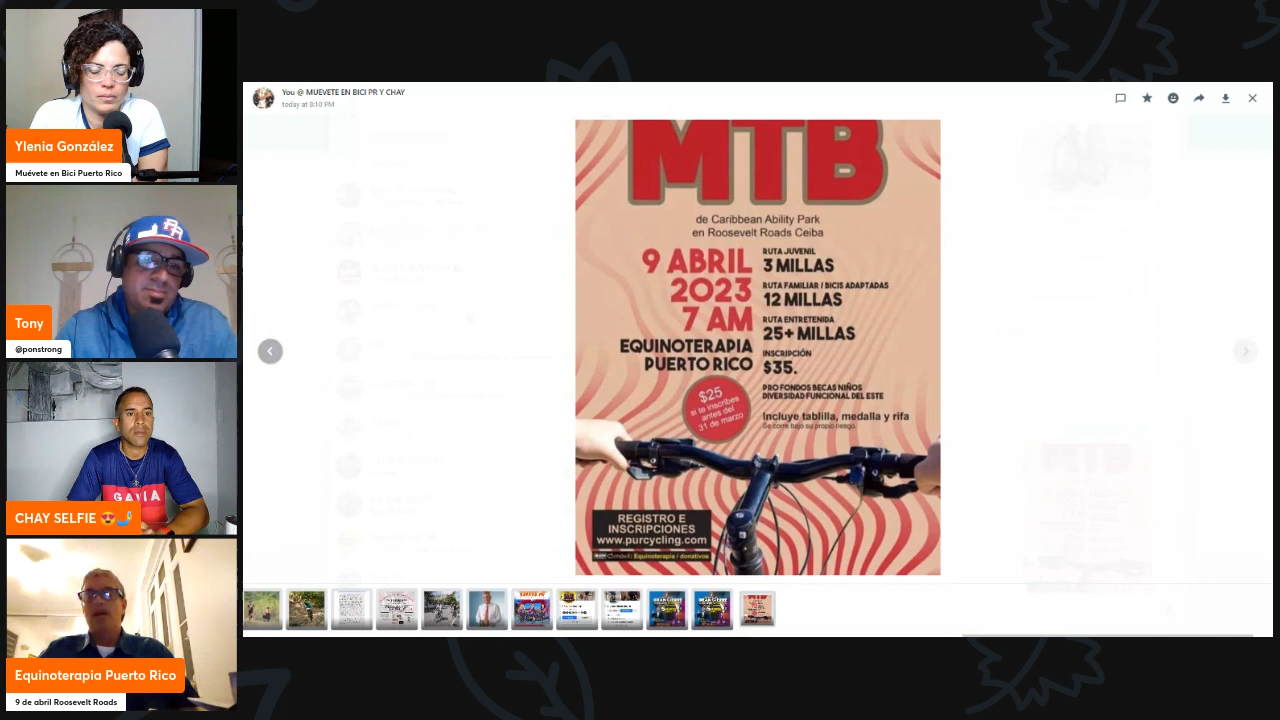 Ylenia González
Muévete en Bici Puerto Rico
Tony
@ponstrong
GAVIA
CHAY SELFIE 😍🤳
Equinoterapia Puerto Rico
9 de abril Roosevelt Roads
You @ MUEVETE EN BICI PR Y CHAY
today at 8:10 PM
MTB
de Caribbean Ability Park
en Roosevelt Roads Ceiba
9 ABRIL
2023
7 AM
EQUINOTERAPIA
PUERTO RICO
RUTA JUVENIL
3 MILLAS
RUTA FAMILIAR / BICIS ADAPTADAS
12 MILLAS
RUTA ENTRETENIDA
25+ MILLAS
INSCRIPCIÓN
$35.
PRO FONDOS BECAS NIÑOS
DIVERSIDAD FUNCIONAL DEL ESTE
Incluye tablilla, medalla y rifa
Se corre bajo su propio riesgo
$25
si te inscribes
antes del
31 de marzo
REGISTRO E
INSCRIPCIONES
www.purcycling.com
Equinoterapia / donativos